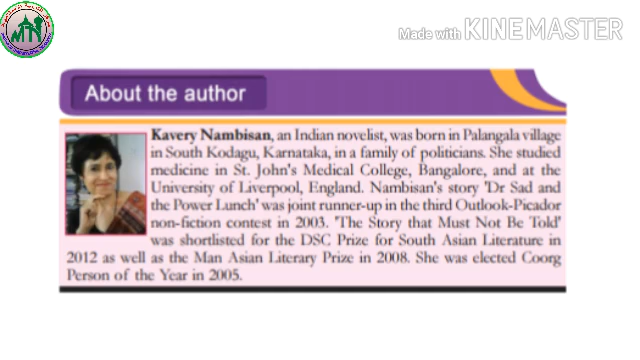 Made with KINEMASTER
About the author
Kavery Nambisan, an Indian novelist, was born in Palangala village
in South Kodagu, Karnataka, in a family of politicians. She studied
medicine in St. John's Medical College, Bangalore, and at the
University of Liverpool, England. Nambisan's story 'Dr Sad and
the Power Lunch' was joint runner-up in the third Outlook-Picador
non-fiction contest in 2003. 'The Story that Must Not Be Told'
was shortlisted for the DSC Prize for South Asian Literature in
2012 as well as the Man Asian Literary Prize in 2008. She was elected Coorg
Person of the Year in 2005.